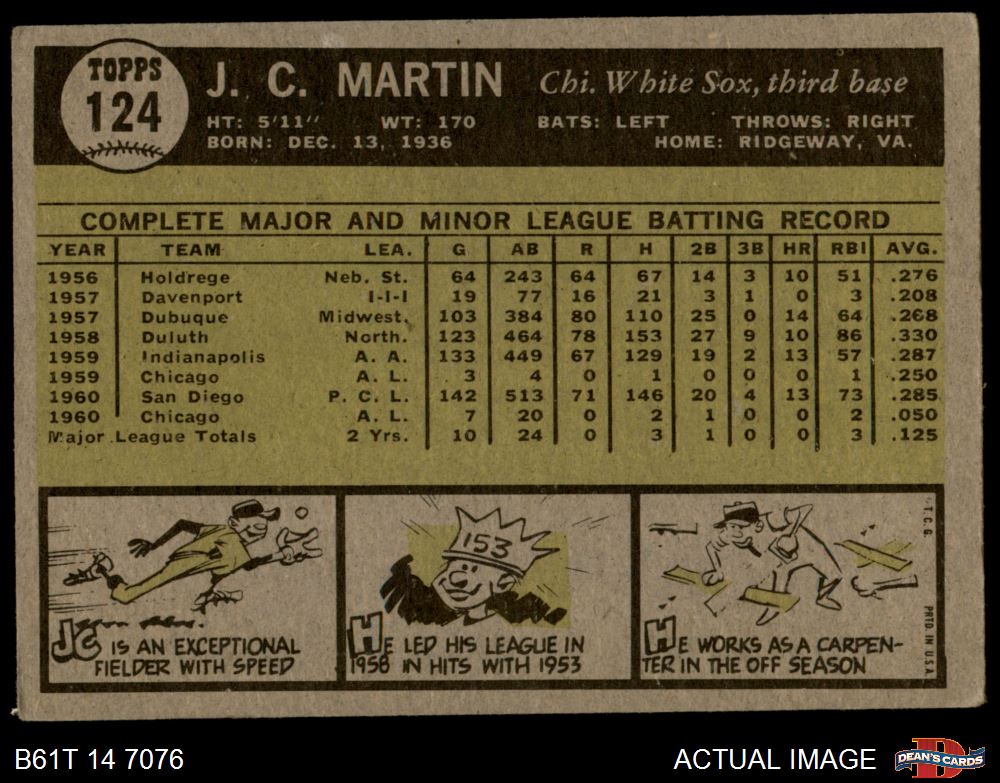 TOPPS
124
J. C. MARTIN Chi. White Sox, third base
HT: 5'11" WT: 170 BATS: LEFT THROWS: RIGHT
BORN: DEC. 13, 1936 HOME: RIDGEWAY, VA.
COMPLETE MAJOR AND MINOR LEAGUE BATTING RECORD
YEAR TEAM LEA. G AB R H 2B 3B HR RBI AVG.
1956 Holdrege Neb. St. 64 243 64 67 14 3 10 51 .276
1957 Davenport I-I-I 19 77 16 21 3 1 0 3 .208
1957 Dubuque Midwest. 103 384 80 110 25 0 14 64 .268
1958 Duluth North. 123 464 78 153 27 9 10 86 .330
1959 Indianapolis A. A. 133 449 67 129 19 2 13 57 .287
1959 Chicago A. L. 3 4 0 1 0 0 0 1 .250
1960 San Diego P. C. L. 142 513 71 146 20 4 13 73 .285
1960 Chicago A. L. 7 20 0 2 1 0 0 2 .050
Major League Totals 2 Yrs. 10 24 0 3 1 0 0 3 .125
JC IS AN EXCEPTIONAL
FIELDER WITH SPEED
153
HE LED HIS LEAGUE IN
1958 IN HITS WITH 1953
HE WORKS AS A CARPEN-
TER IN THE OFF SEASON
T.C.G.
PRTD. IN U.S.A.
B61T 14 7076
ACTUAL IMAGE
D
DEAN'S CARDS